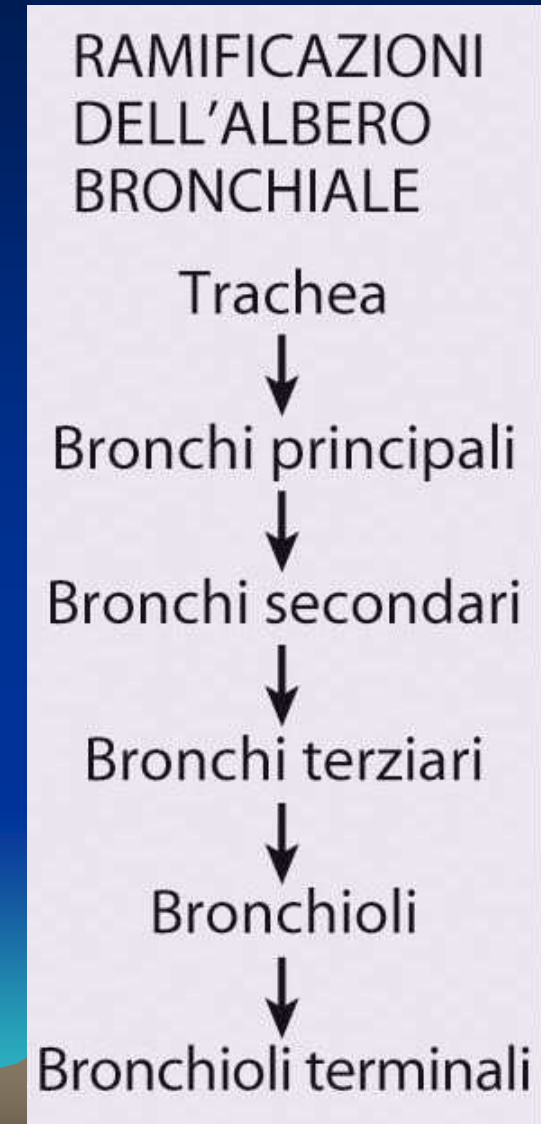 RAMIFICAZIONI
DELL’ALBERO
BRONCHIALE
Trachea
Bronchi principali
Bronchi secondari
Bronchi terziari
Bronchioli
Bronchioli terminali